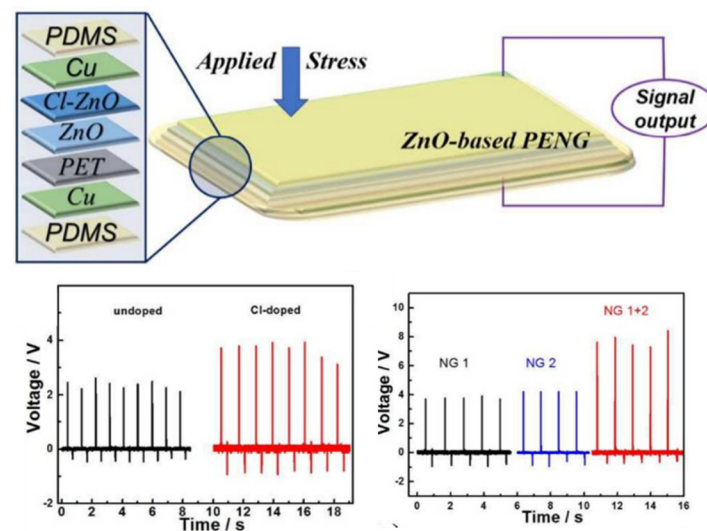 PDMS
Cu
Cl-ZnO
ZnO
PET
Cu
PDMS
Applied Stress
ZnO-based PENG
Signal
output
undoped
Cl-doped
4
2
0
-2
Voltage / V
0 2 4 6 8 10 12 14 16 18
Time / s
NG 1
NG 2
NG 1+2
10
8
6
4
2
0
-2
Voltage / V
0 2 4 6 8 10 12 14 16
Time / s